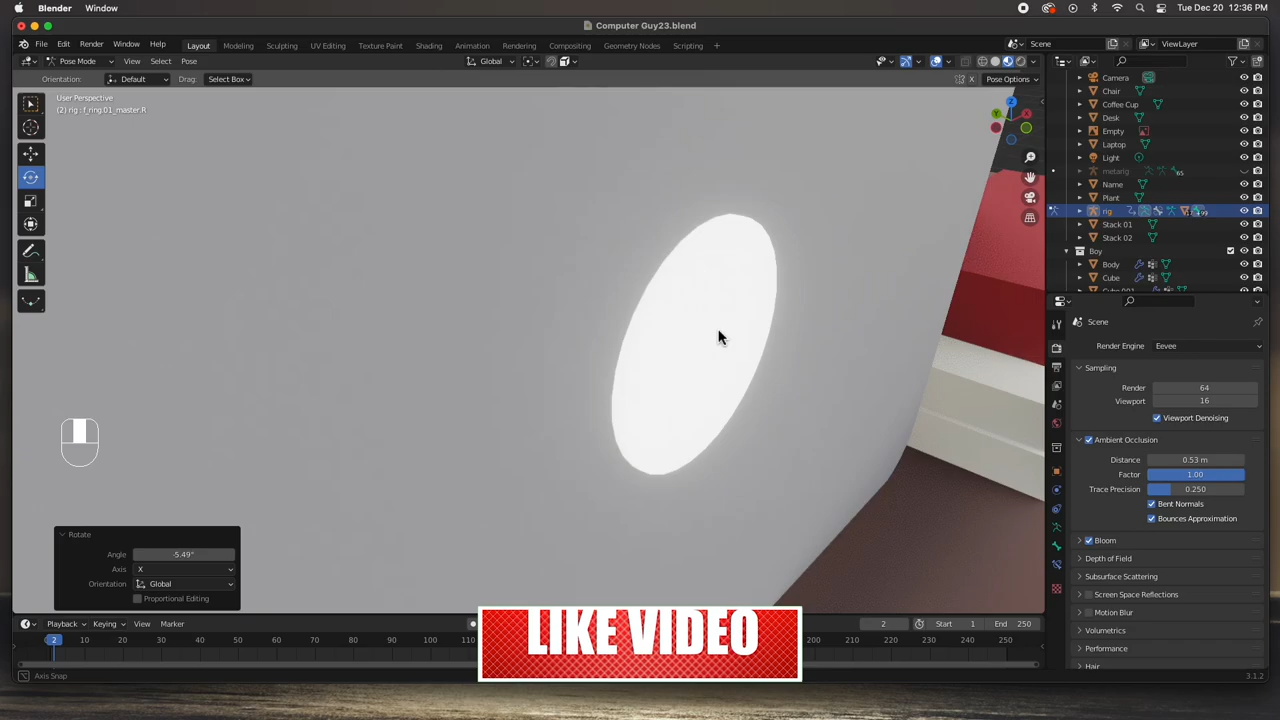 Blender Window Tue Dec 20 12:36 PM
Computer Guy23.blend
File Edit Render Window Help Layout Modeling Sculpting UV Editing Texture Paint Shading Animation Rendering Compositing Geometry Nodes Scripting + Scene ViewLayer
Pose Mode View Select Pose Global
Orientation: Default Drag: Select Box X Pose Options
User Perspective
(2) rig : f_ring.01_master.R
Z
Y
X
Camera
Chair
Coffee Cup
Desk
Empty
Laptop
Light
metarig 65
Name
Plant
rig
Stack 01
Stack 02
Boy
Body
Cube
Cube.001
Scene
Render Engine Eevee
Sampling
Render 64
Viewport 16
Viewport Denoising
Ambient Occlusion
Distance 0.53 m
Factor 1.00
Trace Precision 0.250
Bent Normals
Bounces Approximation
Bloom
Depth of Field
Subsurface Scattering
Screen Space Reflections
Motion Blur
Volumetrics
Performance
Hair
Rotate
Angle -5.49°
Axis X
Orientation Global
Proportional Editing
LIKE VIDEO
Playback Keying View Marker 2 Start 1 End 250
2 10 20 30 40 50 60 70 80 90 100 110 200 210 220 230 240 250
Axis Snap 3.1.2